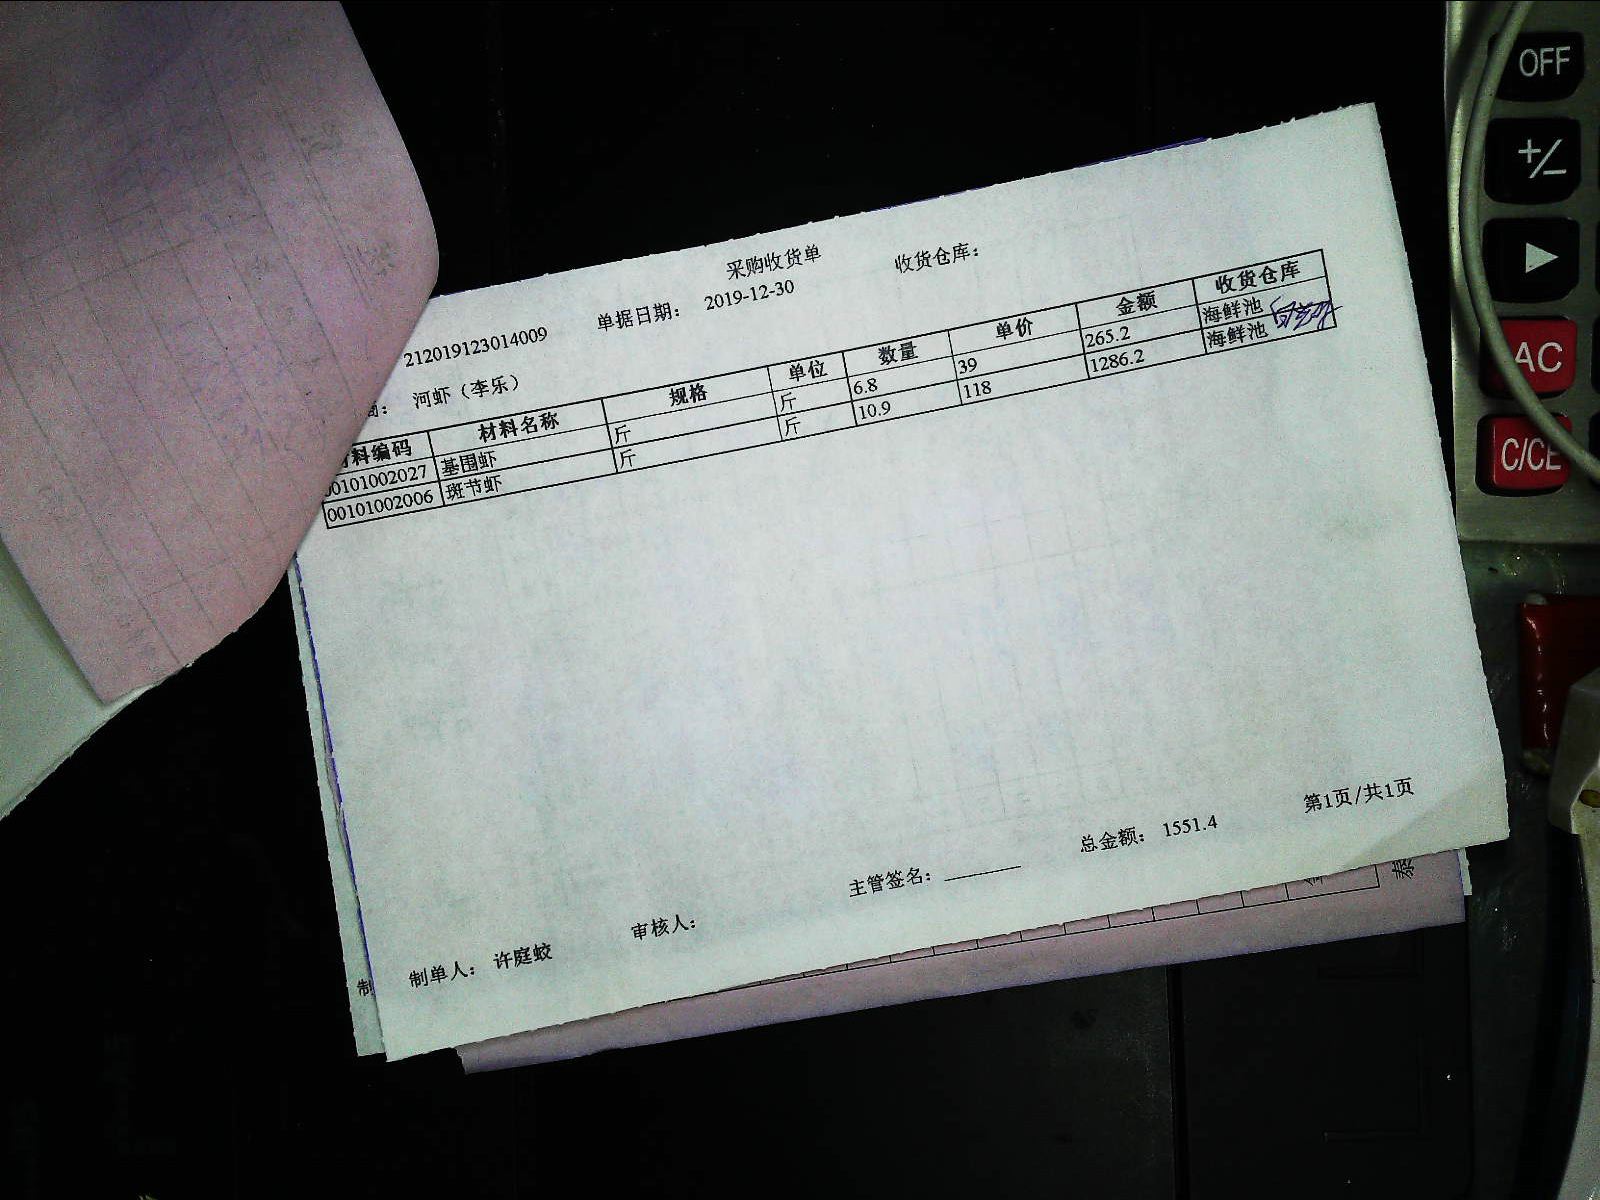 采购收货单
收货仓库：
212019123014009 单据日期： 2019-12-30
商： 河虾（李乐）
料编码 材料名称 规格 单位 数量 单价 金额 收货仓库
00101002027 基围虾 斤 斤 6.8 39 265.2 海鲜池
00101002006 斑节虾 斤 斤 10.9 118 1286.2 海鲜池
制单人： 许庭蛟 审核人： 主管签名： 总金额： 1551.4 第1页/共1页
制
泰
OFF
+/−
AC
C/CE